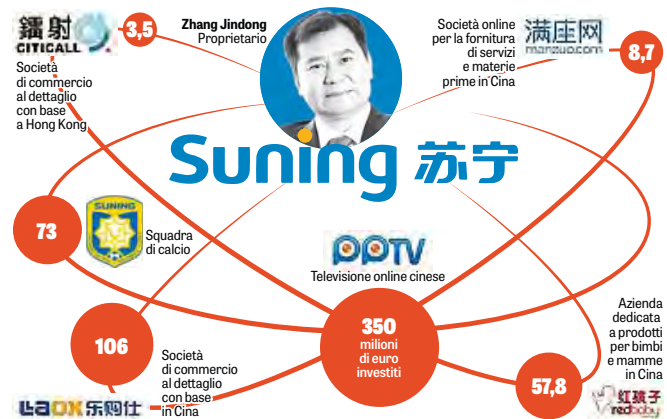 镭射
CITICALL
3,5
Società
di commercio
al dettaglio
con base
a Hong Kong
Zhang Jindong
Proprietario
Società online
per la fornitura
di servizi
e materie
prime in Cina
满座网
manzuo.com
8,7
Suning 苏宁
73
SUNING
Squadra
di calcio
PPTV
Televisione online cinese
350
milioni
di euro
investiti
106
Società
di commercio
al dettaglio
con base
in Cina
LaOX 乐购仕
57,8
Azienda
dedicata
a prodotti
per bimbi
e mamme
in Cina
红孩子
redbaby